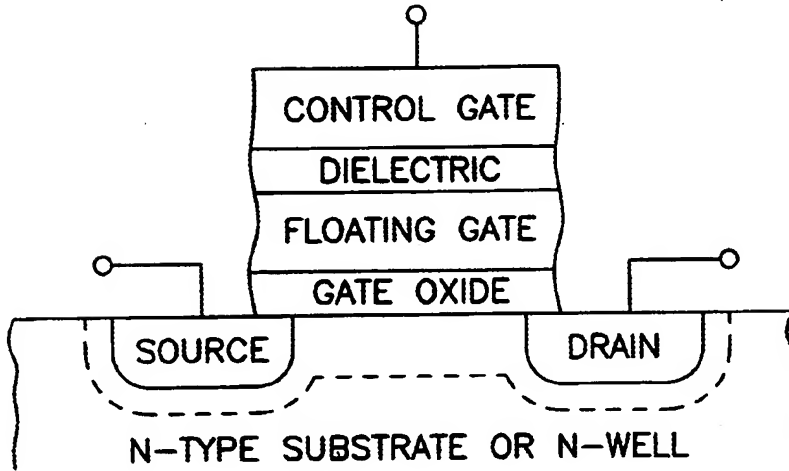 CONTROL GATE
DIELECTRIC
FLOATING GATE
GATE OXIDE
SOURCE
DRAIN
N-TYPE SUBSTRATE OR N-WELL